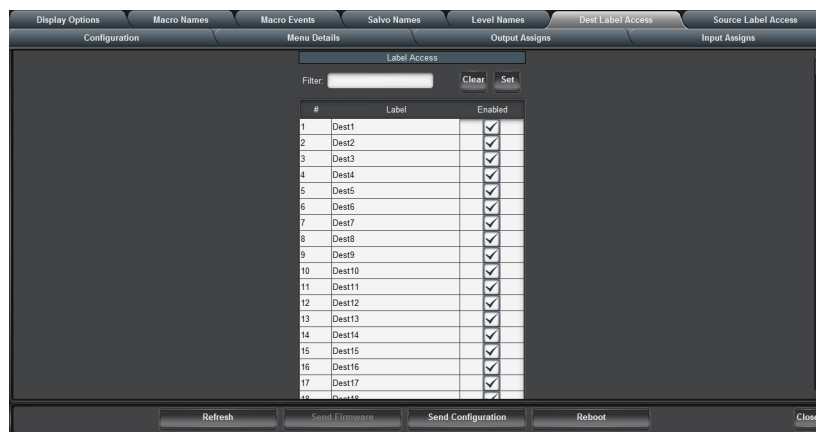 Display Options Macro Names Macro Events Salvo Names Level Names Dest Label Access Source Label Access
Configuration Menu Details Output Assigns Input Assigns
Label Access
Filter: Clear Set
# Label Enabled
1 Dest1
2 Dest2
3 Dest3
4 Dest4
5 Dest5
6 Dest6
7 Dest7
8 Dest8
9 Dest9
10 Dest10
11 Dest11
12 Dest12
13 Dest13
14 Dest14
15 Dest15
16 Dest16
17 Dest17
18 Dest18
Refresh Send Firmware Send Configuration Reboot Close